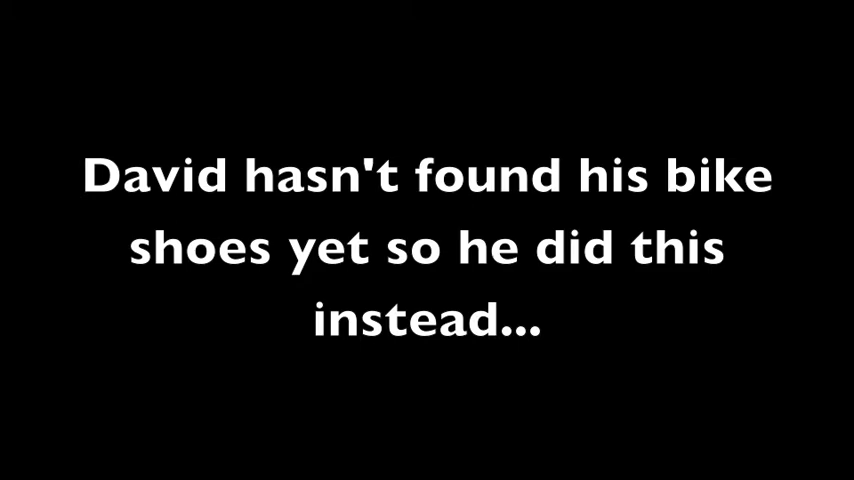 David hasn't found his bike
shoes yet so he did this
instead...